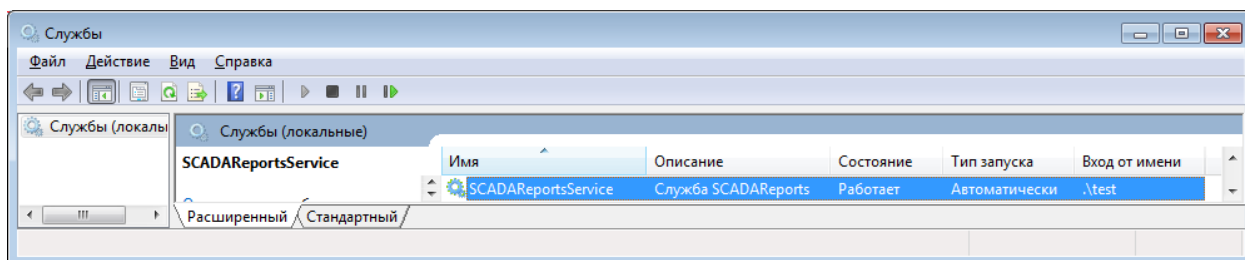 Службы
Файл Действие Вид Справка
Службы (локалы
Службы (локальные)
SCADAReportsService
Имя Описание Состояние Тип запуска Вход от имени
SCADAReportsService Служба SCADAReports Работает Автоматически .\test
Расширенный Стандартный